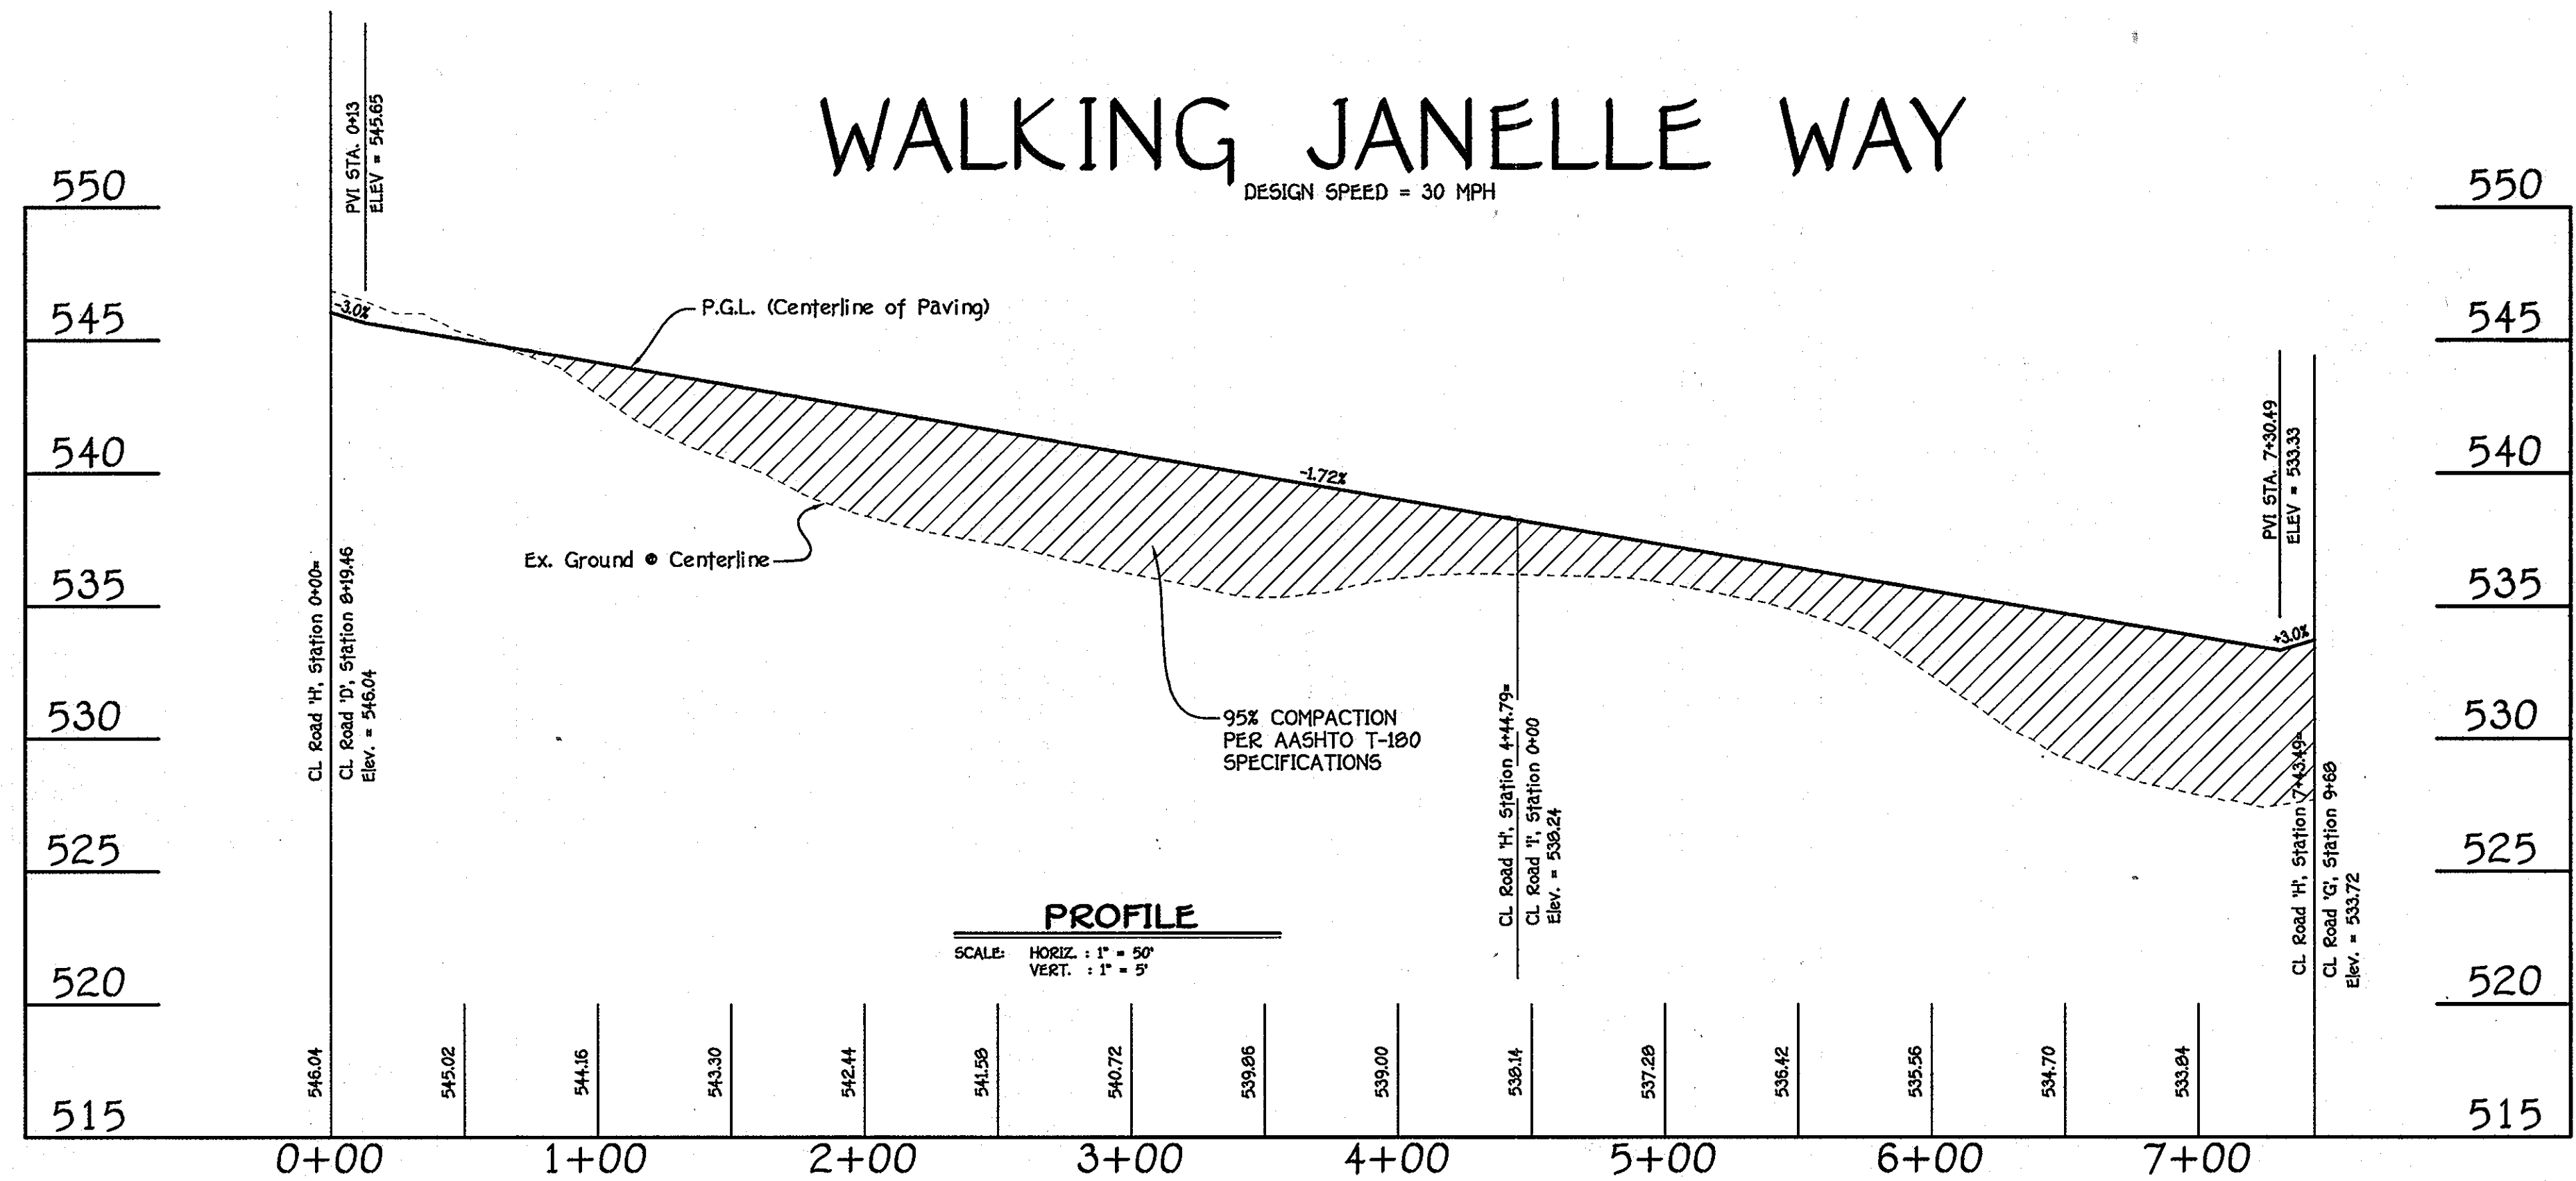 WALKING JANELLE WAY
DESIGN SPEED = 30 MPH
PVI STA. 0+13
ELEV = 545.65
550
545
540
535
530
525
520
515
550
545
540
535
530
525
520
515
-3.0%
P.G.L. (Centerline of Paving)
-1.72%
Ex. Ground @ Centerline
PVI STA. 7+30.49
ELEV = 533.33
+3.0%
CL Road 'H', Station 0+00=
CL Road 'D', Station 8+19.46
Elev. = 546.04
95% COMPACTION
PER AASHTO T-180
SPECIFICATIONS
CL Road 'H', Station 4+44.79=
CL Road 'I', Station 0+00
Elev. = 538.24
CL Road 'H', Station 7+43.49=
CL Road 'G', Station 9+68
Elev. = 533.72
PROFILE
SCALE: HORIZ. : 1" = 50'
VERT. : 1" = 5'
546.04
545.02
544.16
543.30
542.44
541.58
540.72
539.86
539.00
538.14
537.28
536.42
535.56
534.70
533.84
0+00
1+00
2+00
3+00
4+00
5+00
6+00
7+00